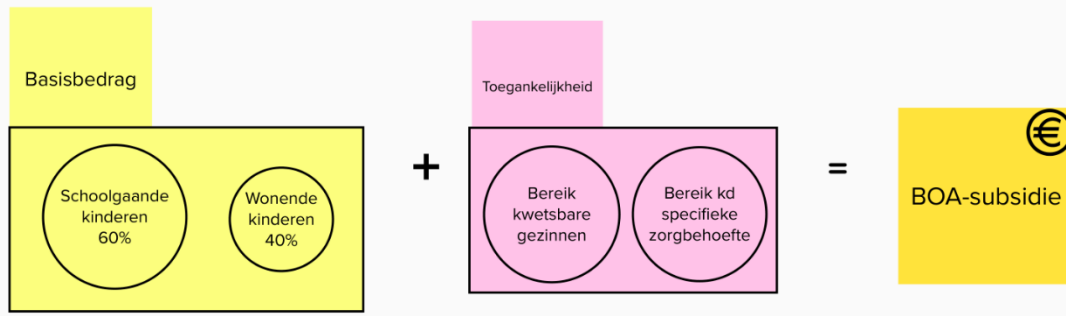 Basisbedrag
Schoolgaande
kinderen
60%
Wonende
kinderen
40%
+
Toegankelijkheid
Bereik
kwetsbare
gezinnen
Bereik kd
specifieke
zorgbehoefte
=
€
BOA-subsidie